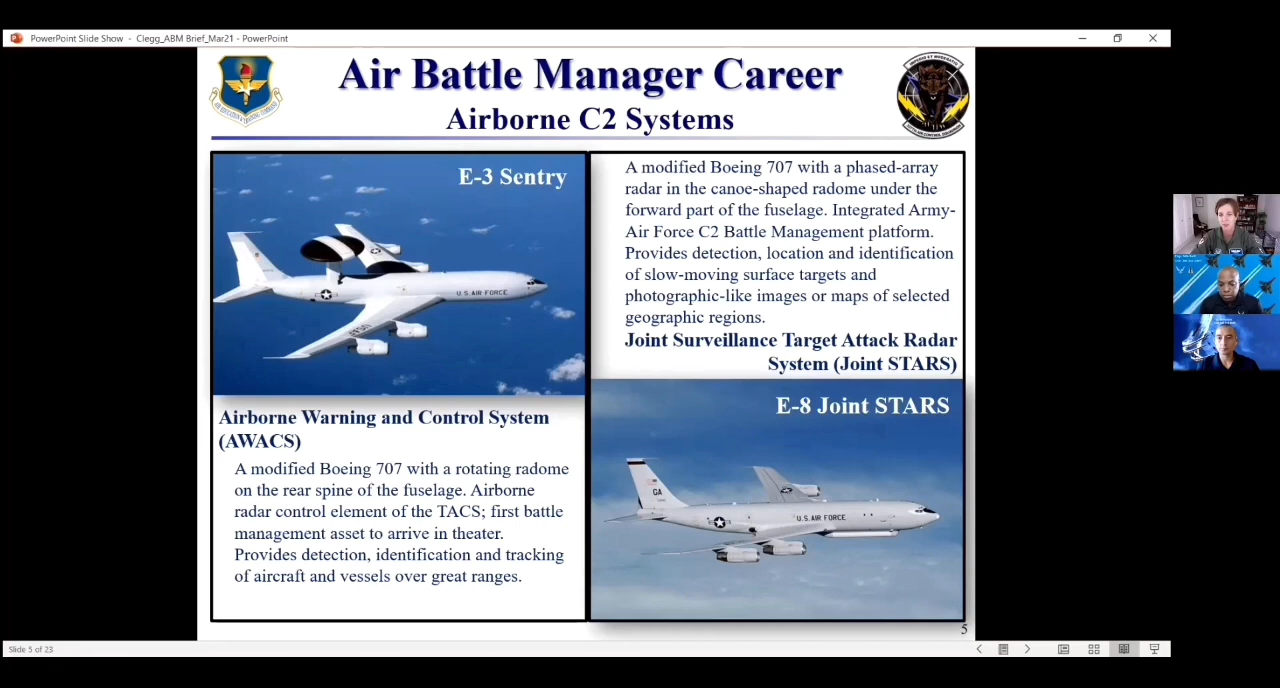 PowerPoint Slide Show - Clegg_ABM Brief_Mar21 - PowerPoint
Air Battle Manager Career
Airborne C2 Systems
E-3 Sentry
U.S. AIR FORCE
Airborne Warning and Control System
(AWACS)
A modified Boeing 707 with a rotating radome
on the rear spine of the fuselage. Airborne
radar control element of the TACS; first battle
management asset to arrive in theater.
Provides detection, identification and tracking
of aircraft and vessels over great ranges.
A modified Boeing 707 with a phased-array
radar in the canoe-shaped radome under the
forward part of the fuselage. Integrated Army-
Air Force C2 Battle Management platform.
Provides detection, location and identification
of slow-moving surface targets and
photographic-like images or maps of selected
geographic regions.
Joint Surveillance Target Attack Radar
System (Joint STARS)
E-8 Joint STARS
GA
U.S. AIR FORCE
5
Slide 5 of 23